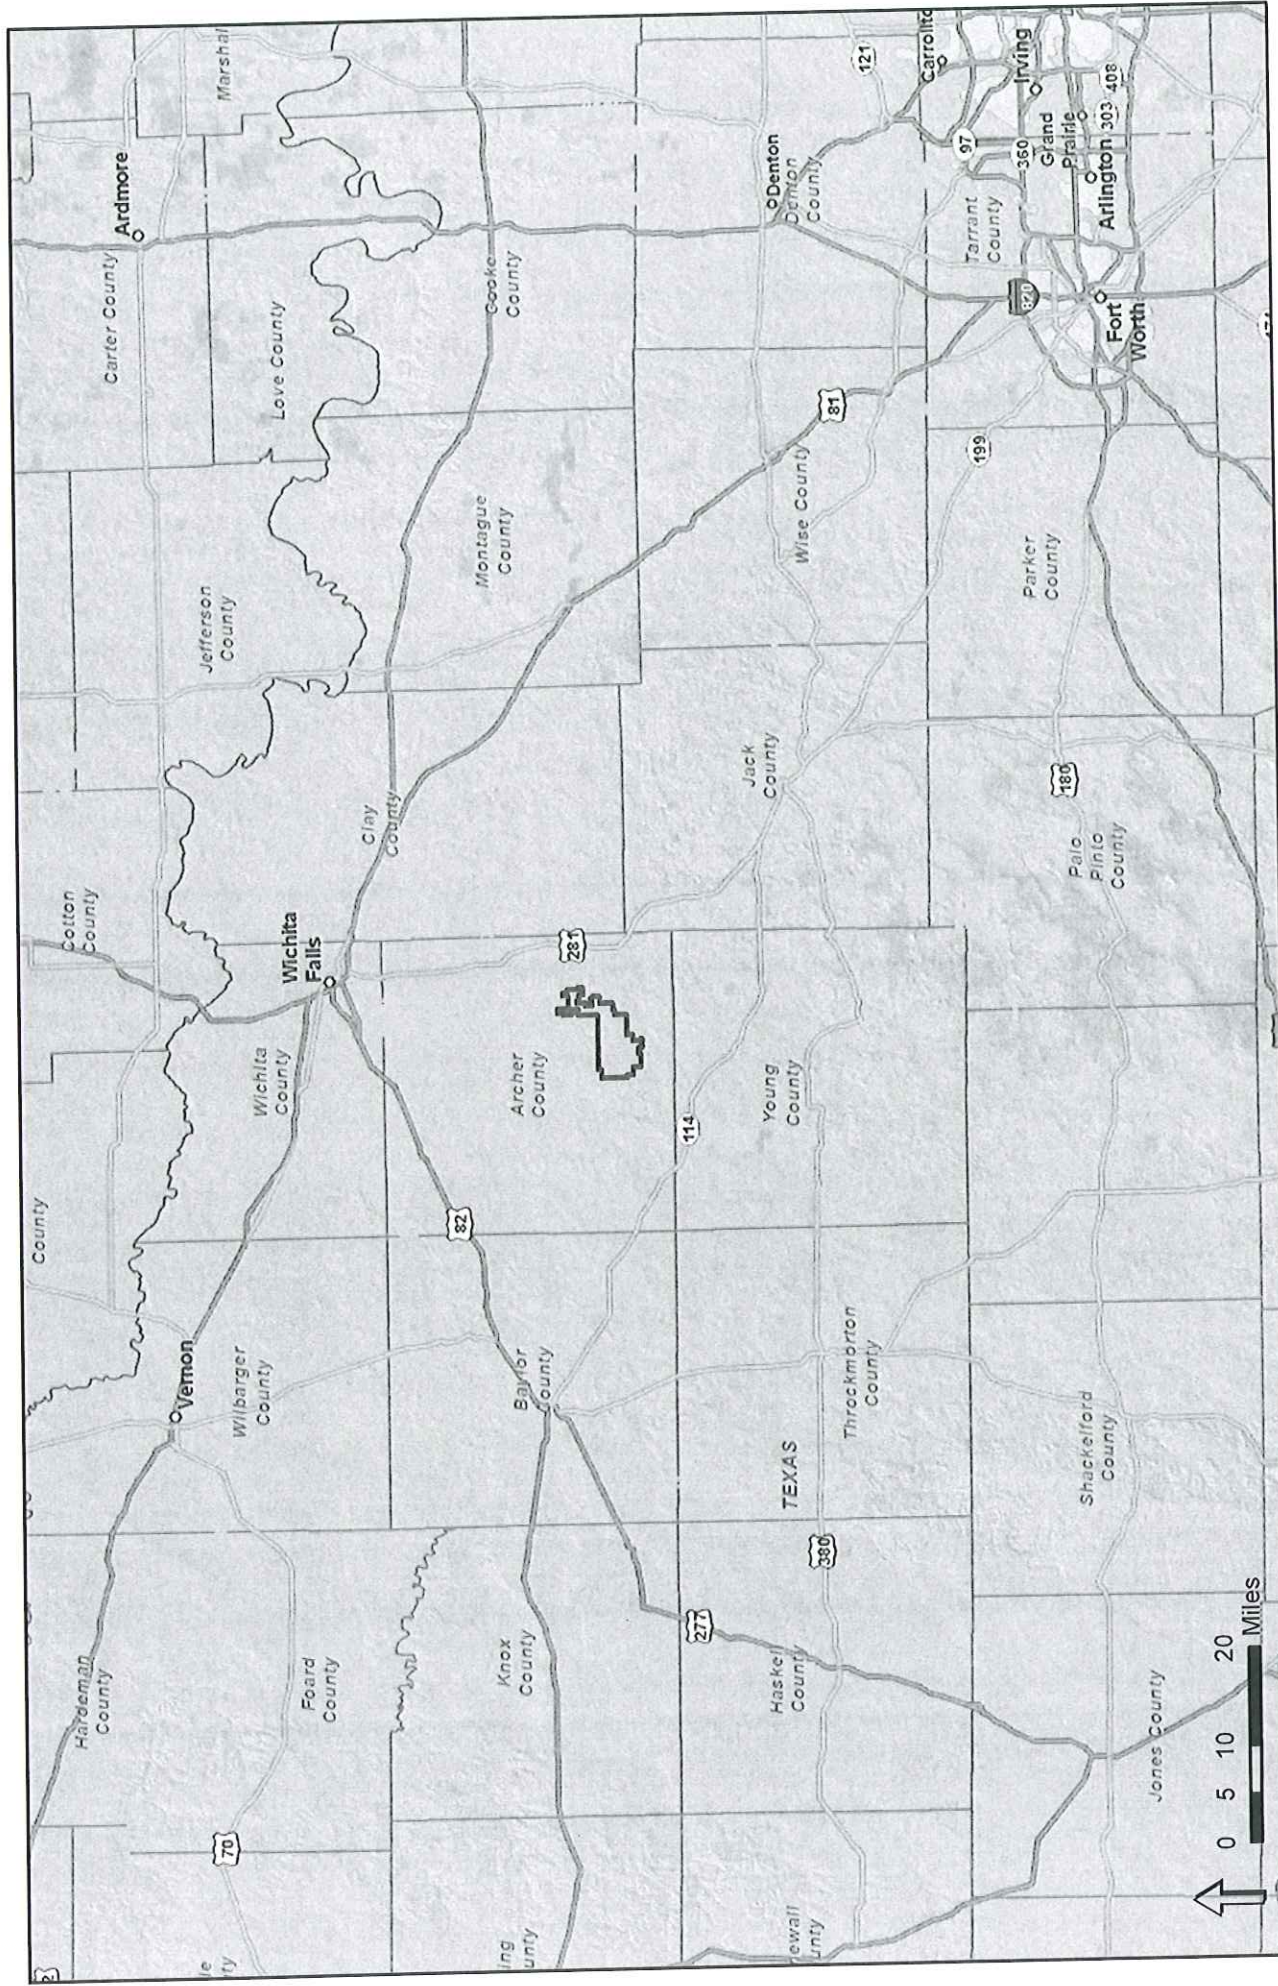 Hardeman
County
County
Cotton
County
Carter County
Ardmore
Marshal
70
Vernon
Wilbarger
County
Foard
County
Wichita
County
Wichita
Falls
Jefferson
County
Love County
Clay
County
82
Knox
County
Baylor
County
Archer
County
281
Montague
County
Cooke
County
277
114
TEXAS
Haskell
County
380
Throckmorton
County
Young
County
Jack
County
Wise County
81
Denton
Denton
County
121
199
Tarrant
County
97
Carrollto
Irving
360
Grand
Prairie
820
Parker
County
180
Palo
Pinto
County
Shackelford
County
Jones County
Fort
Worth
Arlington
303
408
0 5 10 20
Miles